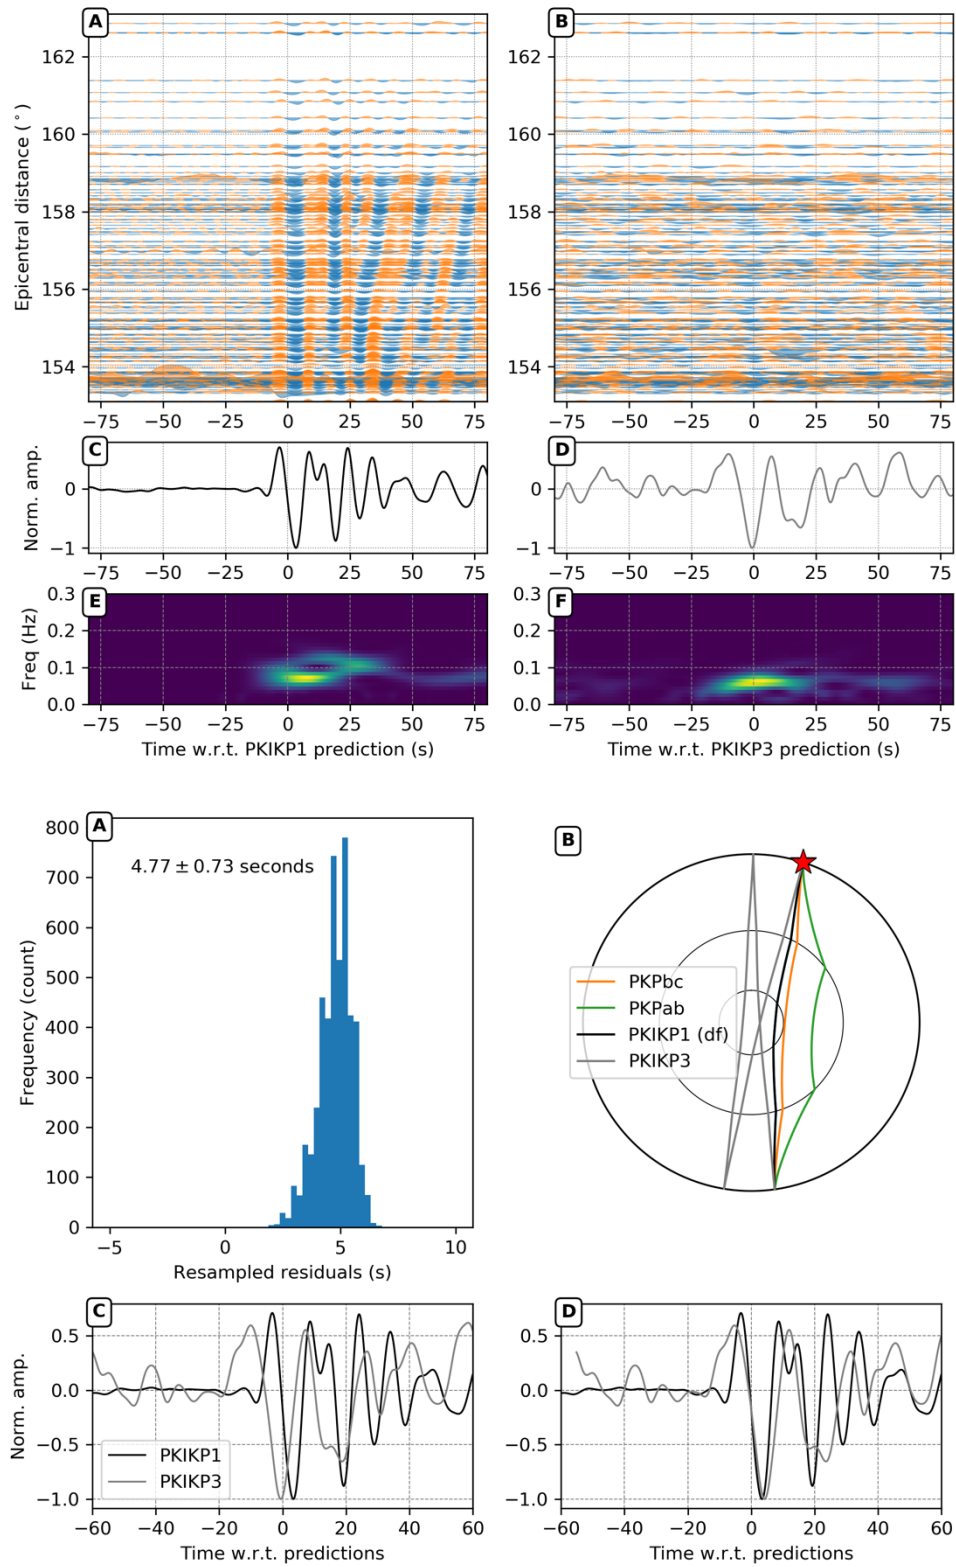 A
B
Epicentral distance (°)
162
160
158
156
154
162
160
158
156
154
−75 −50 −25 0 25 50 75
−75 −50 −25 0 25 50 75
C
D
Norm. amp.
0
−1
0
−1
−75 −50 −25 0 25 50 75
−75 −50 −25 0 25 50 75
E
F
Freq (Hz)
0.3
0.2
0.1
0.0
0.3
0.2
0.1
0.0
−75 −50 −25 0 25 50 75
−75 −50 −25 0 25 50 75
Time w.r.t. PKIKP1 prediction (s)
Time w.r.t. PKIKP3 prediction (s)
A
4.77 ± 0.73 seconds
Frequency (count)
800
700
600
500
400
300
200
100
0
−5 0 5 10
Resampled residuals (s)
B
PKPbc
PKPab
PKIKP1 (df)
PKIKP3
C
D
Norm. amp.
0.5
0.0
−0.5
−1.0
PKIKP1
PKIKP3
0.5
0.0
−0.5
−1.0
−60 −40 −20 0 20 40 60
−60 −40 −20 0 20 40 60
Time w.r.t. predictions
Time w.r.t. predictions